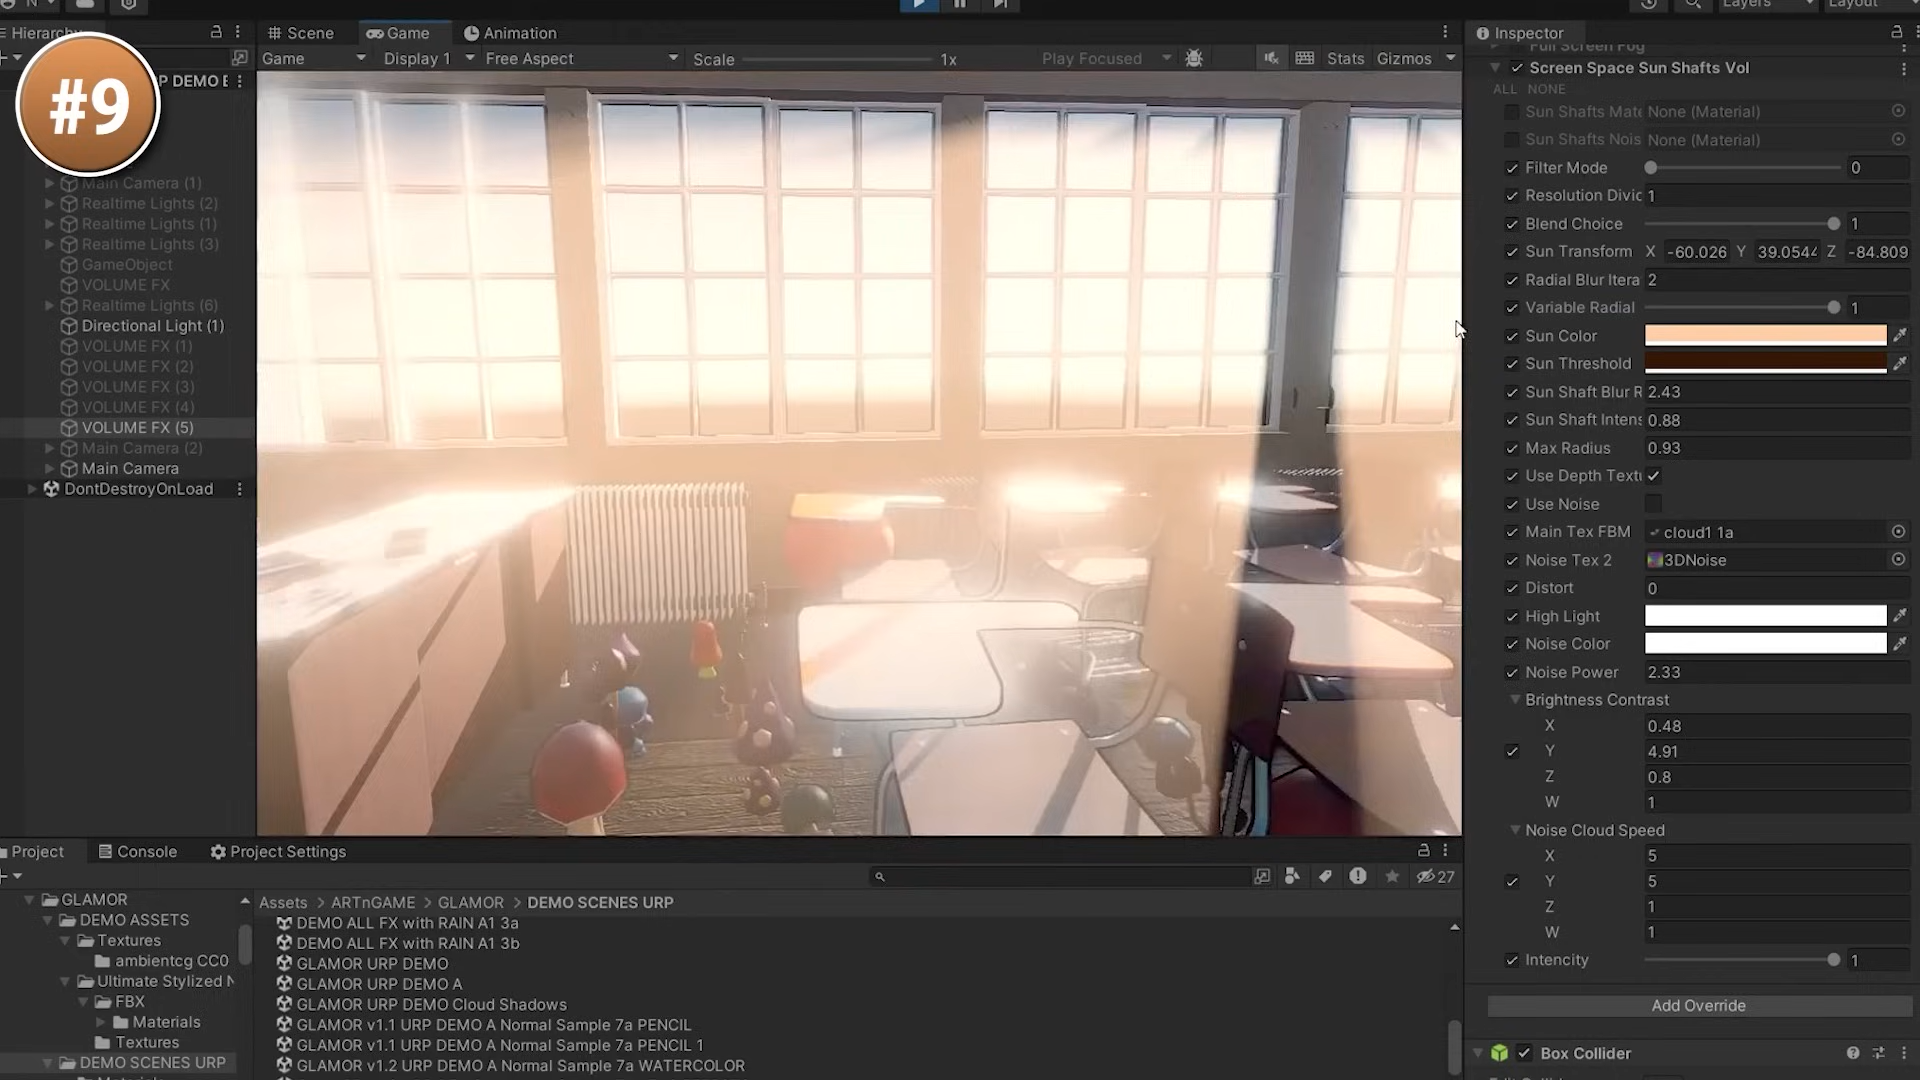 Layers
Layout
Hierarchy
Scene
Game
Animation
Inspector
Game
Display 1
Free Aspect
Scale
1x
Play Focused
Stats
Gizmos
#9
P DEMO
Main Camera (1)
Realtime Lights (2)
Realtime Lights (1)
Realtime Lights (3)
GameObject
VOLUME FX
Realtime Lights (6)
Directional Light (1)
VOLUME FX (1)
VOLUME FX (2)
VOLUME FX (3)
VOLUME FX (4)
VOLUME FX (5)
Main Camera (2)
Main Camera
DontDestroyOnLoad
Full Screen Fog
Screen Space Sun Shafts Vol
ALL NONE
Sun Shafts Mate None (Material)
Sun Shafts Nois None (Material)
Filter Mode 0
Resolution Divic 1
Blend Choice 1
Sun Transform X -60.026 Y 39.0544 Z -84.809
Radial Blur Itera 2
Variable Radial 1
Sun Color
Sun Threshold
Sun Shaft Blur R 2.43
Sun Shaft Intens 0.88
Max Radius 0.93
Use Depth Textu
Use Noise
Main Tex FBM cloud1 1a
Noise Tex 2 3DNoise
Distort 0
High Light
Noise Color
Noise Power 2.33
Brightness Contrast
X 0.48
Y 4.91
Z 0.8
W 1
Noise Cloud Speed
X 5
Y 5
Z 1
W 1
Intencity 1
Add Override
Box Collider
Project
Console
Project Settings
27
GLAMOR
DEMO ASSETS
Textures
ambientcg CC0
Ultimate Stylized N
FBX
Materials
Textures
DEMO SCENES URP
Assets > ARTnGAME > GLAMOR > DEMO SCENES URP
DEMO ALL FX with RAIN A1 3a
DEMO ALL FX with RAIN A1 3b
GLAMOR URP DEMO
GLAMOR URP DEMO A
GLAMOR URP DEMO Cloud Shadows
GLAMOR v1.1 URP DEMO A Normal Sample 7a PENCIL
GLAMOR v1.1 URP DEMO A Normal Sample 7a PENCIL 1
GLAMOR v1.2 URP DEMO A Normal Sample 7a WATERCOLOR